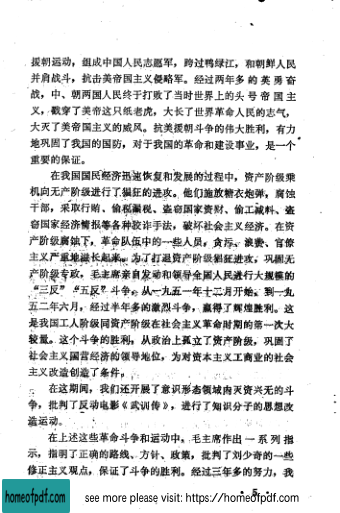 援朝运动，组成中国人民志愿军，跨过鸭绿江，和朝鲜人民
并肩战斗，抗击美帝国主义侵略军。经过两年多的英勇奋
战，中、朝两国人民终于打败了当时世界上的头号帝国主
义，戳穿了美帝这只纸老虎，大长了世界革命人民的志气，
大灭了美帝国主义的威风。抗美援朝斗争的伟大胜利，有力
地巩固了我国的国防，对于我国的革命和建设事业，是一个
重要的保证。
在我国国民经济迅速恢复和发展的过程中，资产阶级乘
机向无产阶级进行了猖狂的进攻。他们施放糖衣炮弹，腐蚀
干部，采取行贿、偷税漏税、盗窃国家资财、偷工减料、盗
窃国家经济情报等各种狡诈手法，破坏社会主义经济。在资
产阶级腐蚀下，革命队伍中的一些人员，贪污、浪费、官僚
主义严重地滋长起来。为了打退资产阶级猖狂进攻，巩固无
产阶级专政，毛主席亲自发动和领导全国人民进行大规模的
“三反”“五反”斗争。从一九五一年十二月开始，到一九
五二年六月，经过半年多的激烈斗争，赢得了辉煌胜利。这
是我国工人阶级同资产阶级在社会主义革命时期的第一次大
较量。这个斗争的胜利，从政治上孤立了资产阶级，巩固了
社会主义国营经济的领导地位，为对资本主义工商业的社会
主义改造创造了条件。
在这期间，我们还开展了意识形态领域内灭资兴无的斗
争，批判了反动电影《武训传》，进行了知识分子的思想改
造运动。
在上述这些革命斗争和运动中，毛主席作出一系列指
示，指明了正确的路线、方针、政策，批判了刘少奇的一些
修正主义观点，保证了斗争的胜利。经过三年多的努力，我
· 5 ·
homeofpdf.com
see more please visit: https://homeofpdf.com